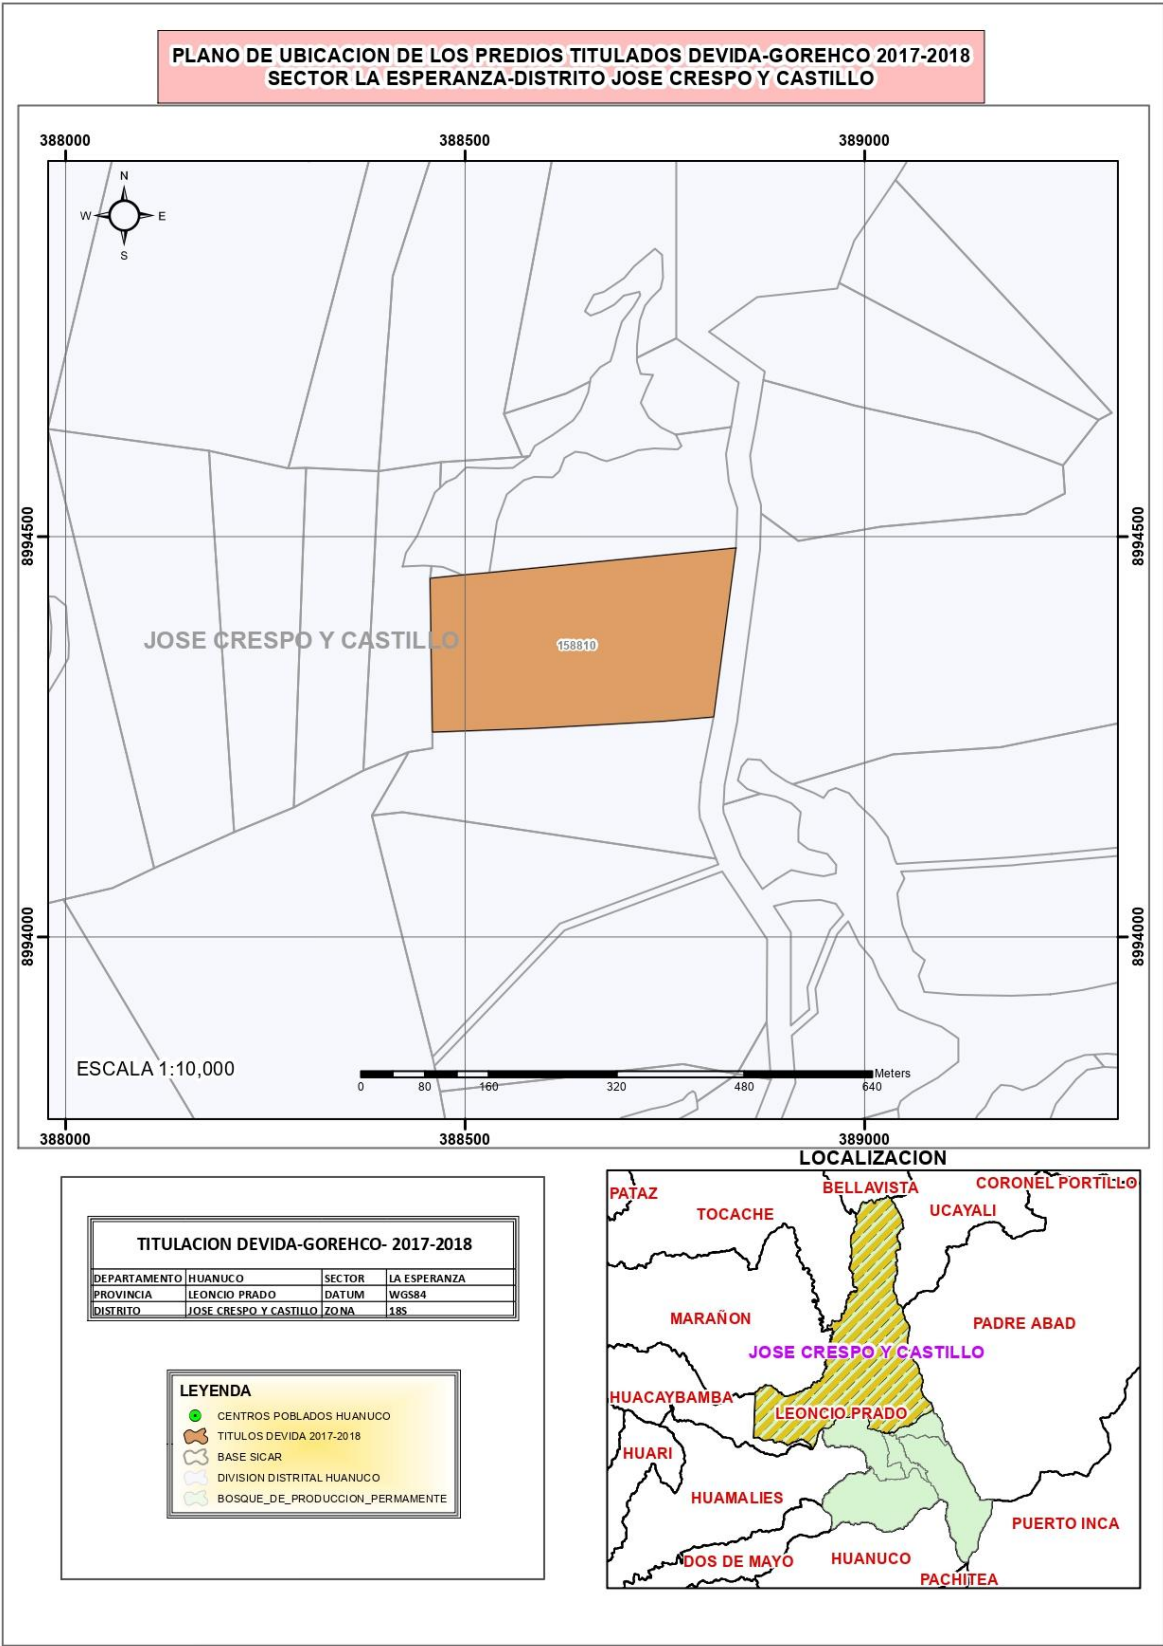 PLANO DE UBICACION DE LOS PREDIOS TITULADOS DEVIDA-GOREHCO 2017-2018
SECTOR LA ESPERANZA-DISTRITO JOSE CRESPO Y CASTILLO
388000 388500 389000
N
W E
S
8994500 8994500
JOSE CRESPO Y CASTILLO
158810
8994000 8994000
ESCALA 1:10,000
Meters
0 80 160 320 480 640
388000 388500 389000
LOCALIZACION
TITULACION DEVIDA-GOREHCO- 2017-2018
DEPARTAMENTO HUANUCO SECTOR LA ESPERANZA
PROVINCIA LEONCIO PRADO DATUM WGS84
DISTRITO JOSE CRESPO Y CASTILLO ZONA 18S
LEYENDA
CENTROS POBLADOS HUANUCO
TITULOS DEVIDA 2017-2018
BASE SICAR
DIVISION DISTRITAL HUANUCO
BOSQUE_DE_PRODUCCION_PERMAMENTE
PATAZ
BELLAVISTA
CORONEL PORTILLO
TOCACHE
UCAYALI
MARAÑON
PADRE ABAD
JOSE CRESPO Y CASTILLO
HUACAYBAMBA
LEONCIO PRADO
HUARI
HUAMALIES
PUERTO INCA
DOS DE MAYO
HUANUCO
PACHITEA